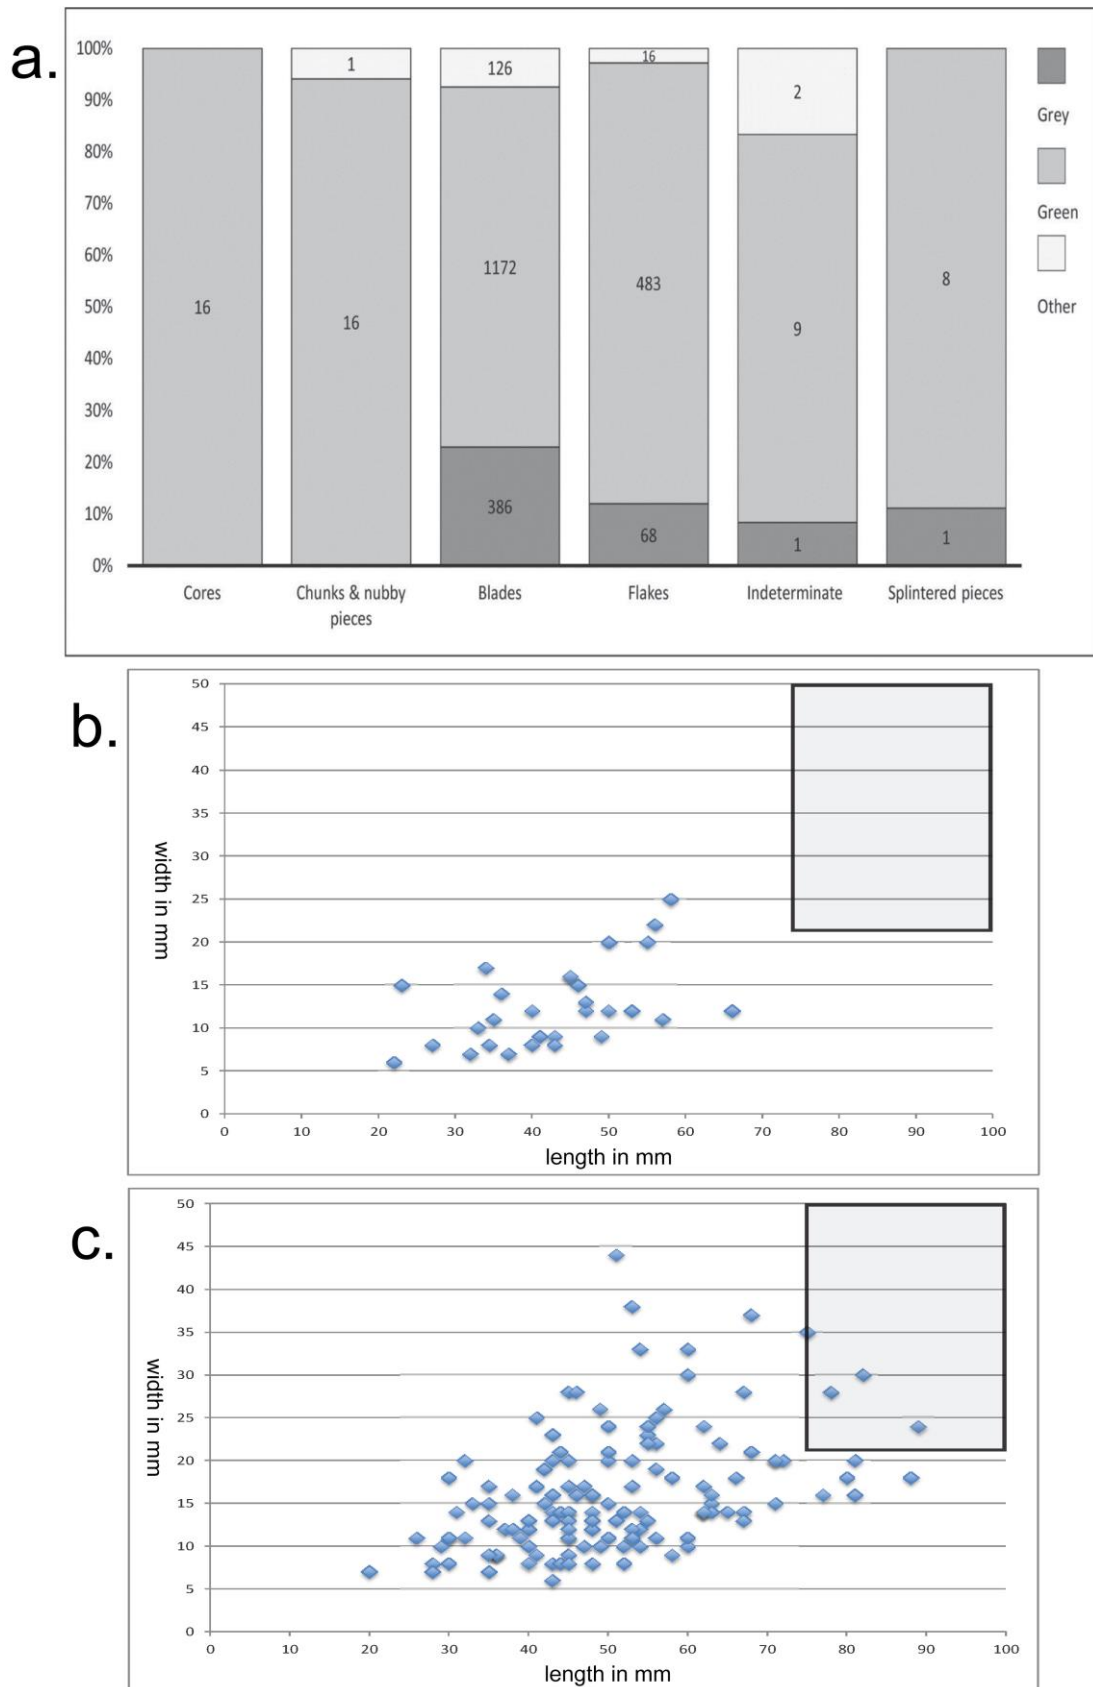 a.
100%
90%
80%
70%
60%
50%
40%
30%
20%
10%
0%
16
1
16
126
1172
386
16
483
68
2
9
1
8
1
Cores
Chunks & nubby
pieces
Blades
Flakes
Indeterminate
Splintered pieces
Grey
Green
Other
b.
50
45
40
35
30
25
20
15
10
5
0
width in mm
0 10 20 30 40 50 60 70 80 90 100
length in mm
c.
50
45
40
35
30
25
20
15
10
5
0
width in mm
0 10 20 30 40 50 60 70 80 90 100
length in mm